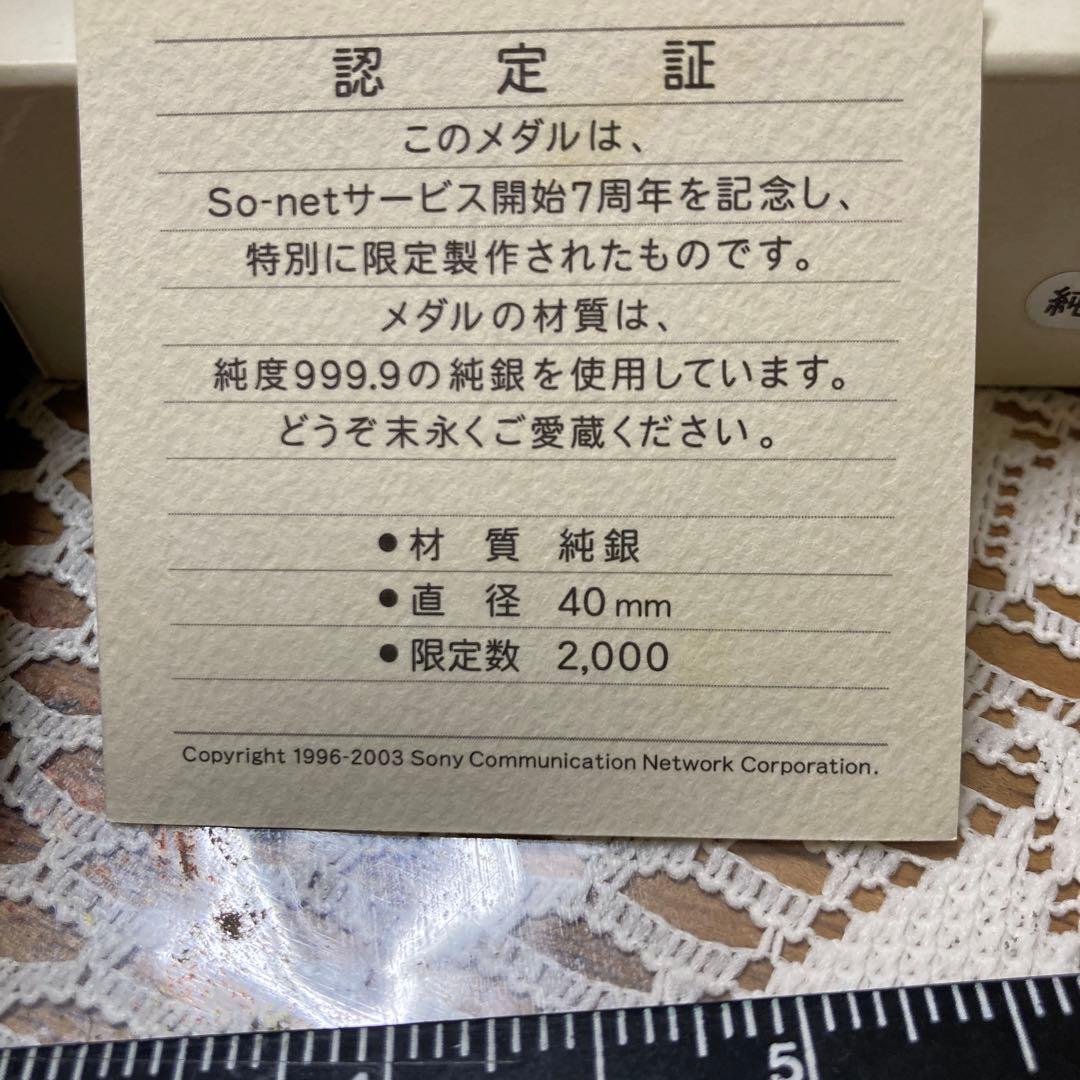 認定証
このメダルは、
So-netサービス開始7周年を記念し、
特別に限定製作されたものです。
メダルの材質は、
純度999.9の純銀を使用しています。
どうぞ末永くご愛蔵ください。
●材　質　純銀
●直　径　40mm
●限定数　2,000
Copyright 1996-2003 Sony Communication Network Corporation.
純
5